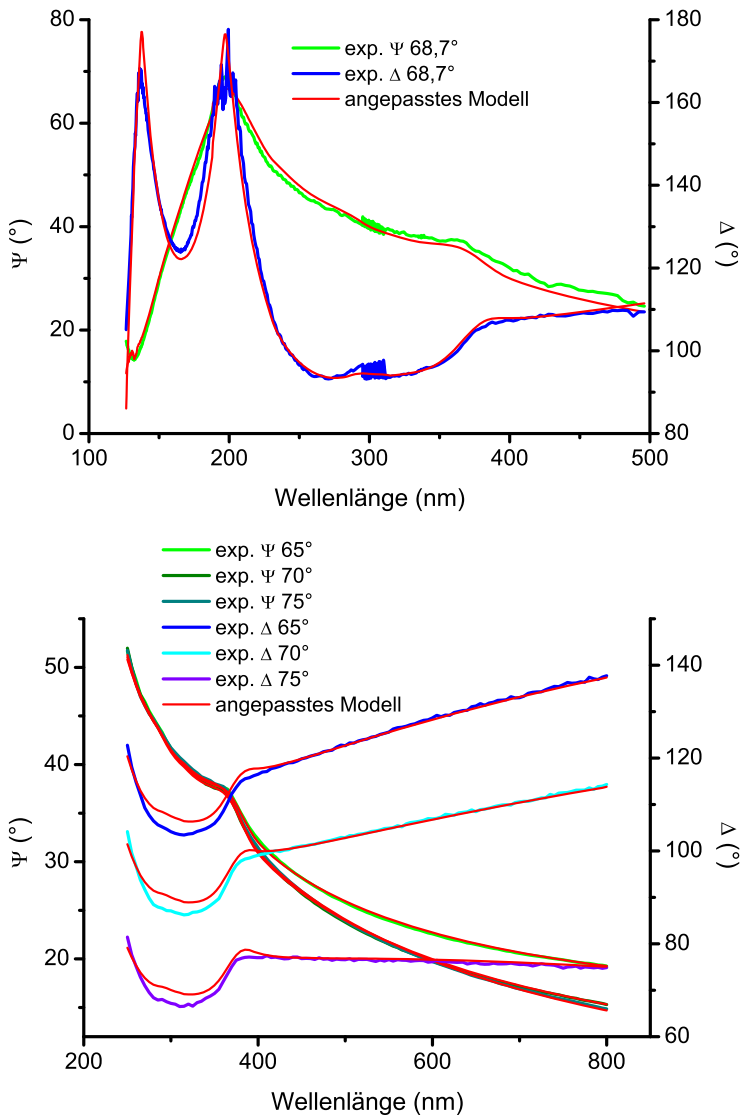 80
60
40
20
0
Ψ (°)
180
160
140
120
100
80
Δ (°)
exp. Ψ 68,7°
exp. Δ 68,7°
angepasstes Modell
100 200 300 400 500
Wellenlänge (nm)
exp. Ψ 65°
exp. Ψ 70°
exp. Ψ 75°
exp. Δ 65°
exp. Δ 70°
exp. Δ 75°
angepasstes Modell
50
40
30
20
Ψ (°)
140
120
100
80
60
Δ (°)
200 400 600 800
Wellenlänge (nm)